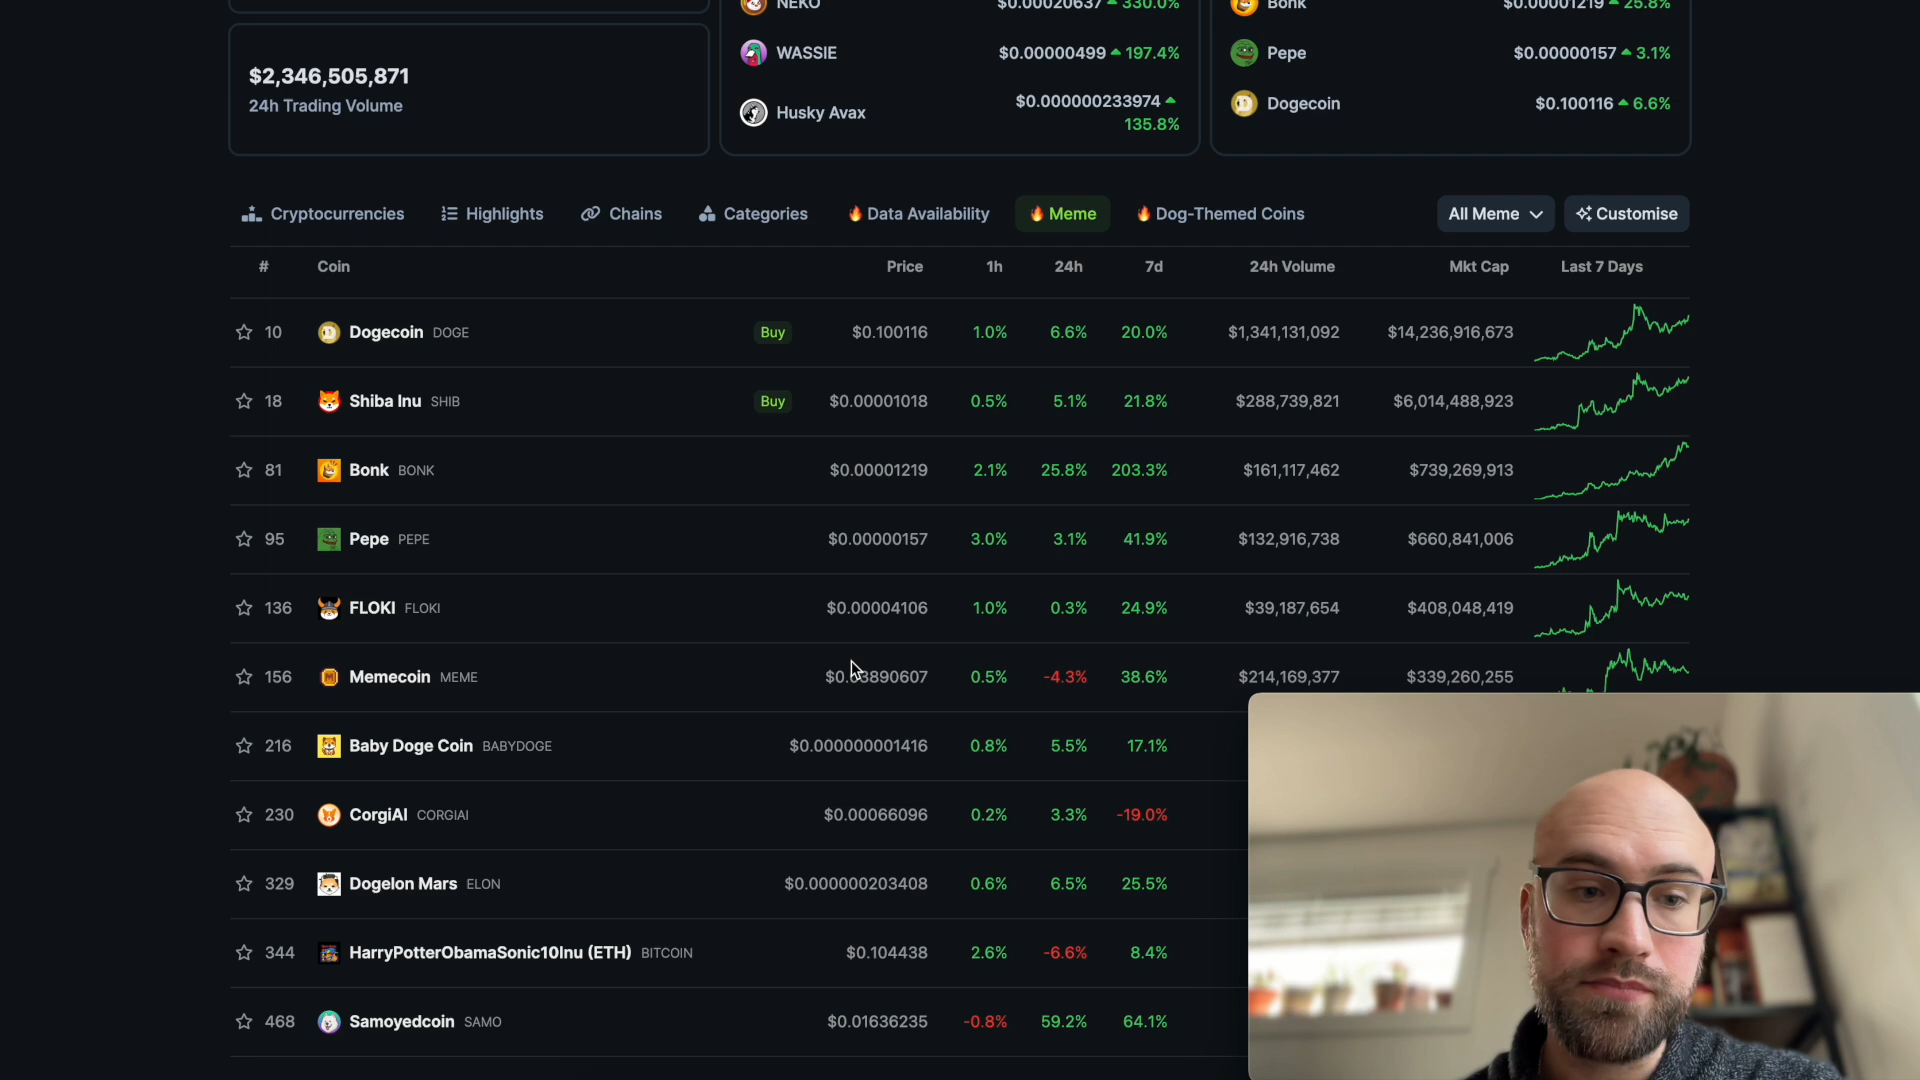 NEKO $0.00020637 330.0%
Bonk $0.00001219 25.8%
$2,346,505,871
24h Trading Volume
WASSIE $0.00000499 197.4%
Husky Avax $0.000000233974
135.8%
Pepe $0.00000157 3.1%
Dogecoin $0.100116 6.6%
Cryptocurrencies Highlights Chains Categories Data Availability Meme Dog-Themed Coins All Meme Customise
# Coin Price 1h 24h 7d 24h Volume Mkt Cap Last 7 Days
10 Dogecoin DOGE Buy $0.100116 1.0% 6.6% 20.0% $1,341,131,092 $14,236,916,673
18 Shiba Inu SHIB Buy $0.00001018 0.5% 5.1% 21.8% $288,739,821 $6,014,488,923
81 Bonk BONK $0.00001219 2.1% 25.8% 203.3% $161,117,462 $739,269,913
95 Pepe PEPE $0.00000157 3.0% 3.1% 41.9% $132,916,738 $660,841,006
136 FLOKI FLOKI $0.00004106 1.0% 0.3% 24.9% $39,187,654 $408,048,419
156 Memecoin MEME 0.5% -4.3% 38.6% $214,169,377 $339,260,255
216 Baby Doge Coin BABYDOGE $0.000000001416 0.8% 5.5% 17.1%
230 CorgiAI CORGIAI $0.00066096 0.2% 3.3% -19.0%
329 Dogelon Mars ELON $0.000000203408 0.6% 6.5% 25.5%
344 HarryPotterObamaSonic10Inu (ETH) BITCOIN $0.104438 2.6% -6.6% 8.4%
468 Samoyedcoin SAMO $0.01636235 -0.8% 59.2% 64.1%